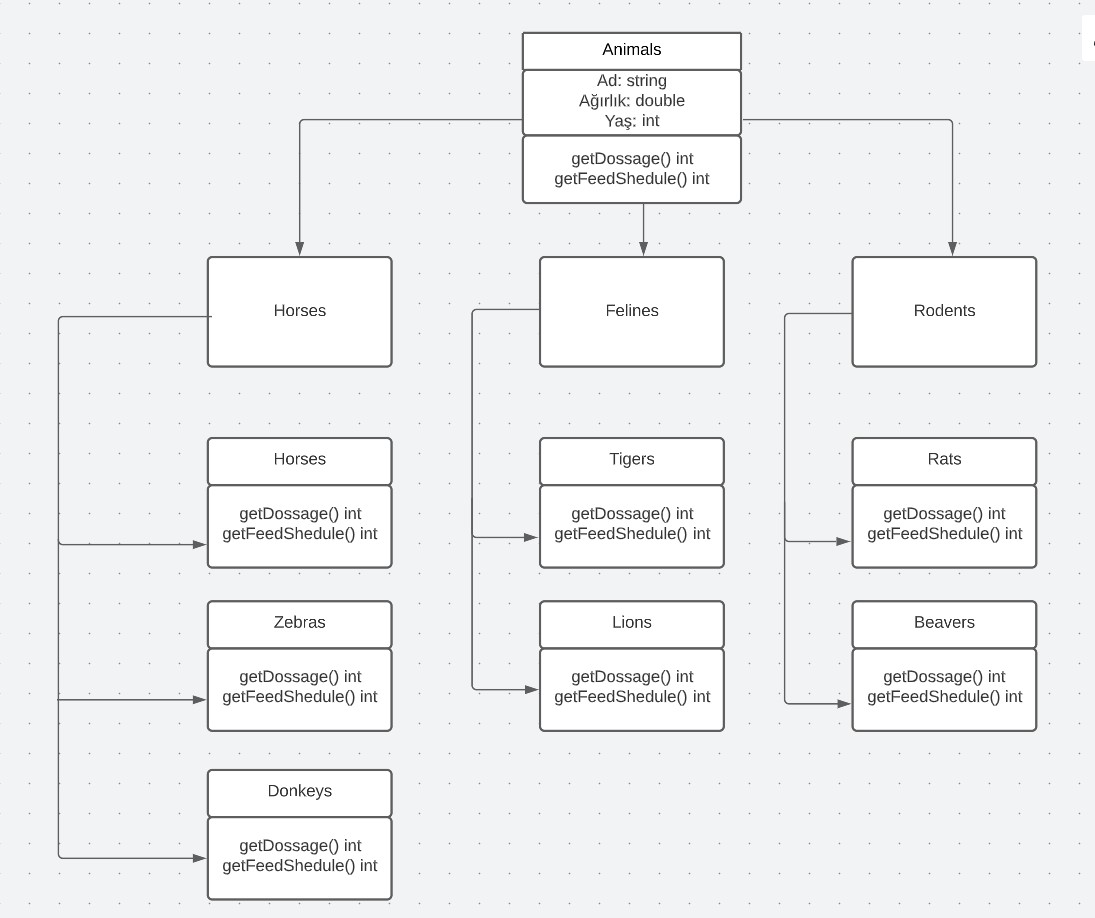 Animals
Ad: string
Ağırlık: double
Yaş: int
getDossage() int
getFeedShedule() int
Horses
Felines
Rodents
Horses
getDossage() int
getFeedShedule() int
Tigers
getDossage() int
getFeedShedule() int
Rats
getDossage() int
getFeedShedule() int
Zebras
getDossage() int
getFeedShedule() int
Lions
getDossage() int
getFeedShedule() int
Beavers
getDossage() int
getFeedShedule() int
Donkeys
getDossage() int
getFeedShedule() int